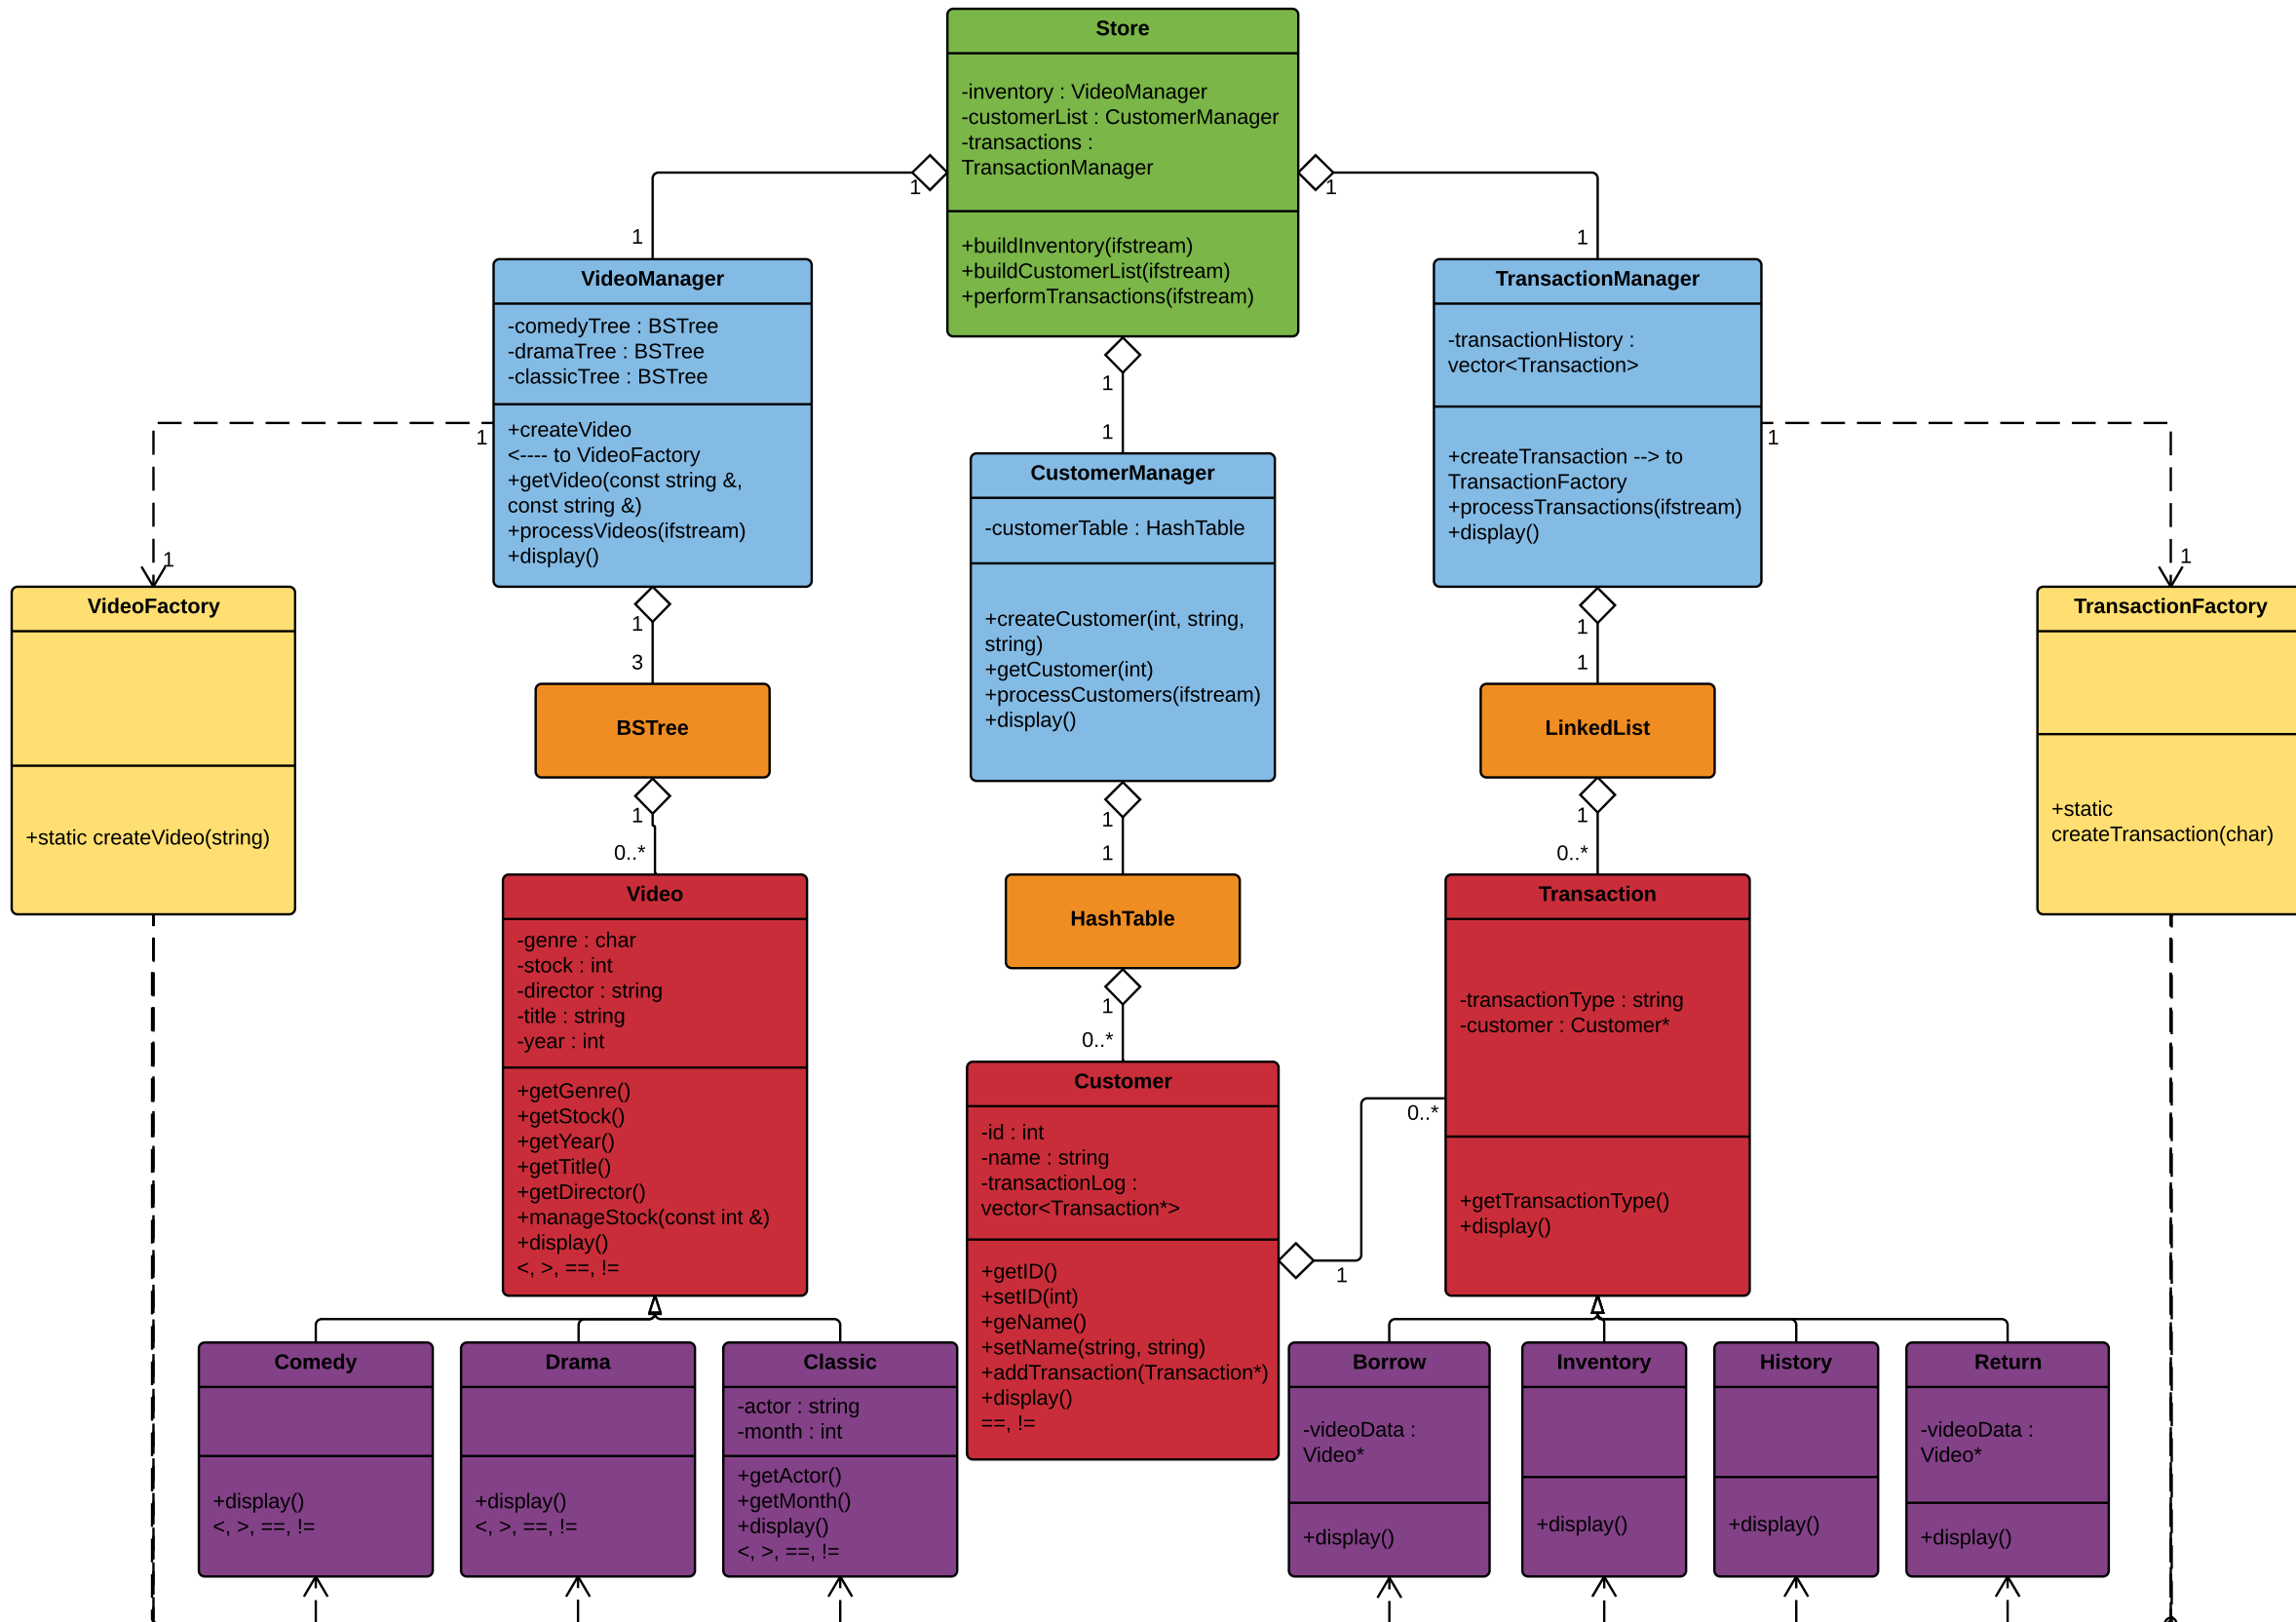 Store
-inventory : VideoManager
-customerList : CustomerManager
-transactions :
TransactionManager
+buildInventory(ifstream)
+buildCustomerList(ifstream)
+performTransactions(ifstream)
1
1
1
1
1
1
VideoManager
-comedyTree : BSTree
-dramaTree : BSTree
-classicTree : BSTree
+createVideo
<---- to VideoFactory
+getVideo(const string &,
const string &)
+processVideos(ifstream)
+display()
1
1
1
3
TransactionManager
-transactionHistory :
vector<Transaction>
+createTransaction --> to
TransactionFactory
+processTransactions(ifstream)
+display()
1
1
1
1
CustomerManager
-customerTable : HashTable
+createCustomer(int, string,
string)
+getCustomer(int)
+processCustomers(ifstream)
+display()
1
1
VideoFactory
+static createVideo(string)
TransactionFactory
+static
createTransaction(char)
BSTree
1
0..*
LinkedList
1
0..*
HashTable
1
0..*
Video
-genre : char
-stock : int
-director : string
-title : string
-year : int
+getGenre()
+getStock()
+getYear()
+getTitle()
+getDirector()
+manageStock(const int &)
+display()
<, >, ==, !=
Transaction
-transactionType : string
-customer : Customer*
+getTransactionType()
+display()
0..*
1
Customer
-id : int
-name : string
-transactionLog :
vector<Transaction*>
+getID()
+setID(int)
+geName()
+setName(string, string)
+addTransaction(Transaction*)
+display()
==, !=
Comedy
+display()
<, >, ==, !=
Drama
+display()
<, >, ==, !=
Classic
-actor : string
-month : int
+getActor()
+getMonth()
+display()
<, >, ==, !=
Borrow
-videoData :
Video*
+display()
Inventory
+display()
History
+display()
Return
-videoData :
Video*
+display()